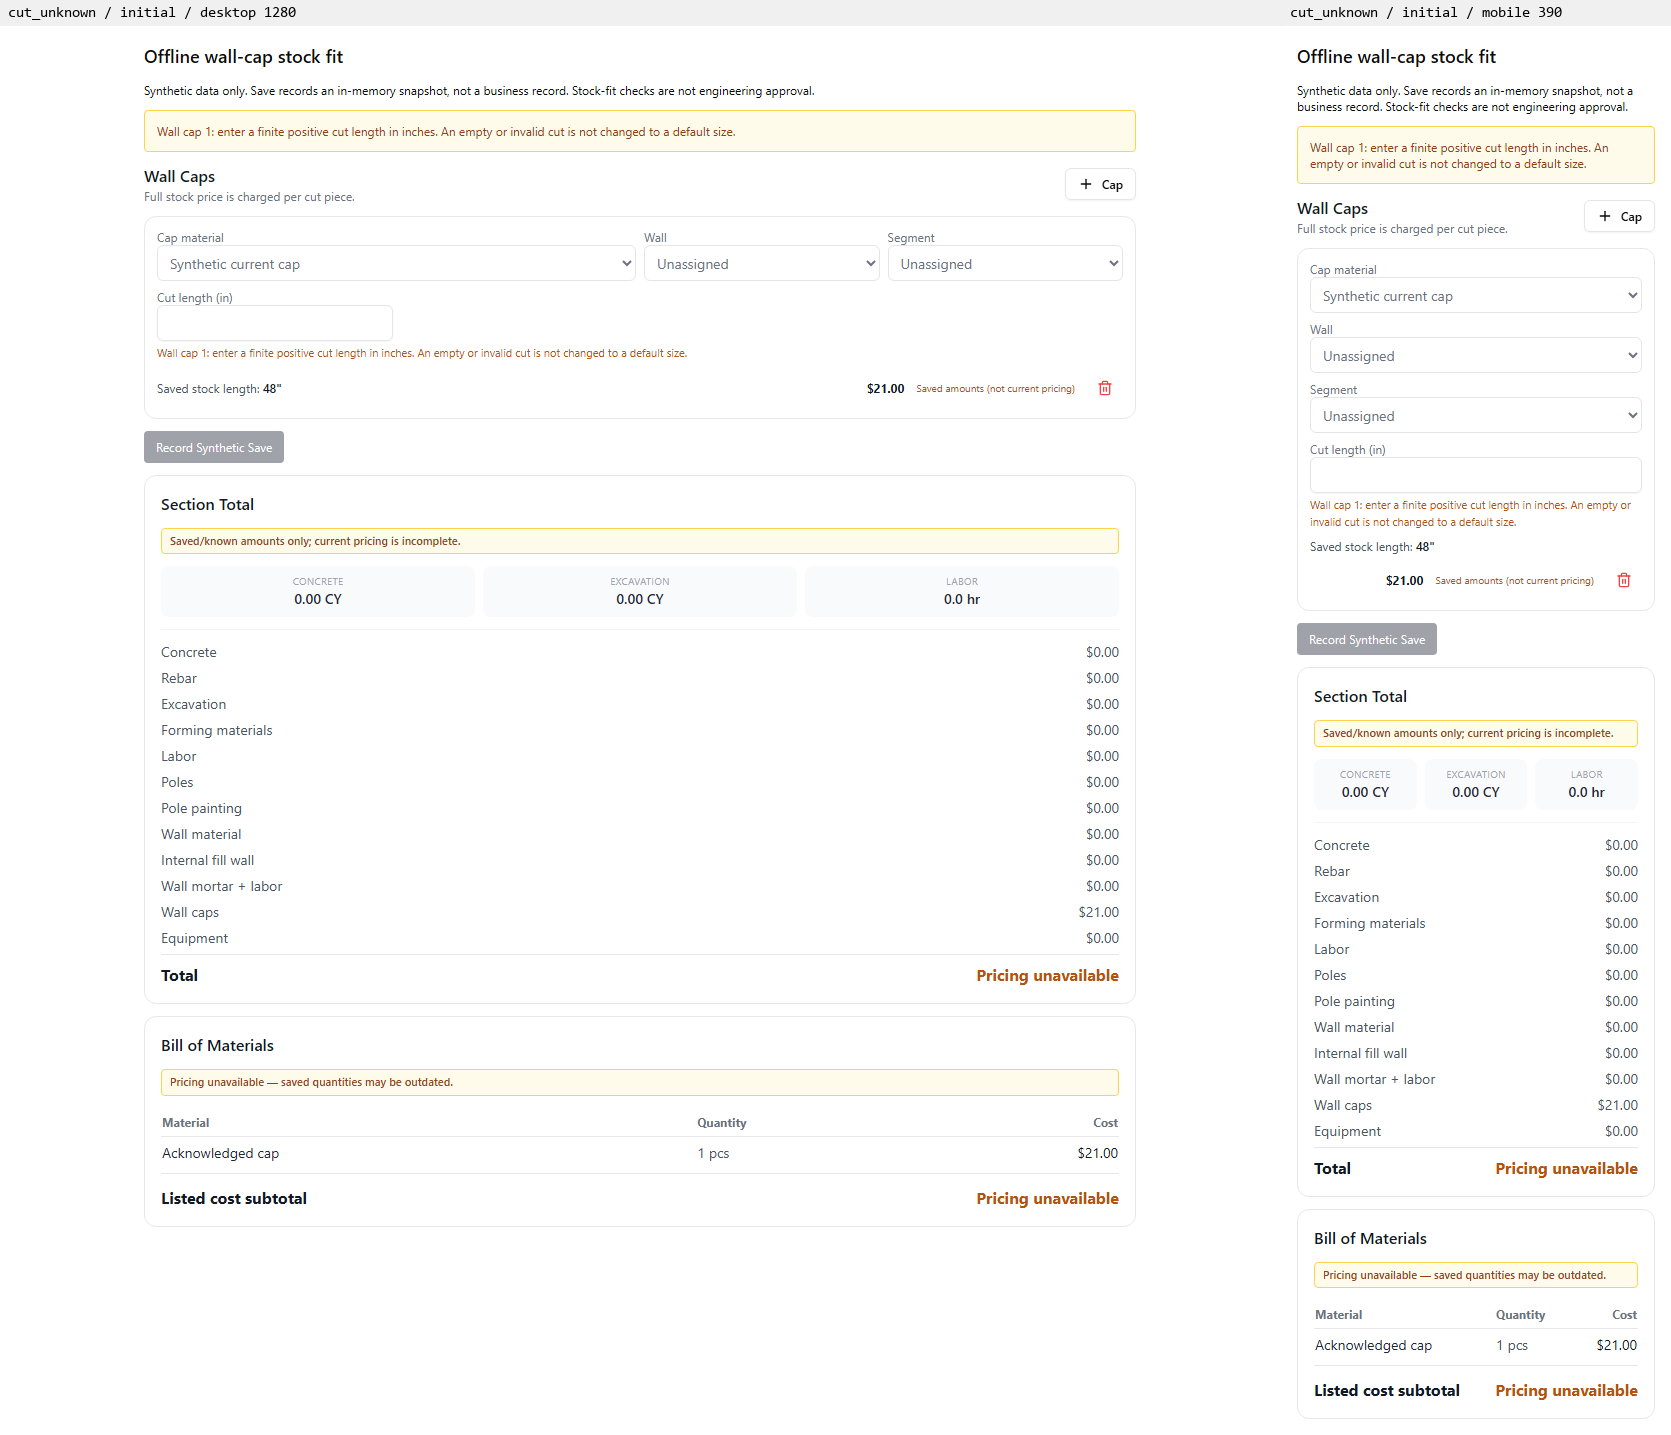 cut_unknown / initial / desktop 1280
Offline wall-cap stock fit
Synthetic data only. Save records an in-memory snapshot, not a business record. Stock-fit checks are not engineering approval.
Wall cap 1: enter a finite positive cut length in inches. An empty or invalid cut is not changed to a default size.
Wall Caps
Full stock price is charged per cut piece.
+ Cap
Cap material
Wall
Segment
Synthetic current cap
Unassigned
Unassigned
Cut length (in)
Wall cap 1: enter a finite positive cut length in inches. An empty or invalid cut is not changed to a default size.
Saved stock length: 48"
$21.00 Saved amounts (not current pricing)
Record Synthetic Save
Section Total
Saved/known amounts only; current pricing is incomplete.
CONCRETE
0.00 CY
EXCAVATION
0.00 CY
LABOR
0.0 hr
Concrete $0.00
Rebar $0.00
Excavation $0.00
Forming materials $0.00
Labor $0.00
Poles $0.00
Pole painting $0.00
Wall material $0.00
Internal fill wall $0.00
Wall mortar + labor $0.00
Wall caps $21.00
Equipment $0.00
Total Pricing unavailable
Bill of Materials
Pricing unavailable — saved quantities may be outdated.
Material Quantity Cost
Acknowledged cap 1 pcs $21.00
Listed cost subtotal Pricing unavailable
cut_unknown / initial / mobile 390
Offline wall-cap stock fit
Synthetic data only. Save records an in-memory snapshot, not a
business record. Stock-fit checks are not engineering approval.
Wall cap 1: enter a finite positive cut length in inches. An
empty or invalid cut is not changed to a default size.
Wall Caps
Full stock price is charged per cut piece.
+ Cap
Cap material
Synthetic current cap
Wall
Unassigned
Segment
Unassigned
Cut length (in)
Wall cap 1: enter a finite positive cut length in inches. An empty or
invalid cut is not changed to a default size.
Saved stock length: 48"
$21.00 Saved amounts (not current pricing)
Record Synthetic Save
Section Total
Saved/known amounts only; current pricing is incomplete.
CONCRETE
0.00 CY
EXCAVATION
0.00 CY
LABOR
0.0 hr
Concrete $0.00
Rebar $0.00
Excavation $0.00
Forming materials $0.00
Labor $0.00
Poles $0.00
Pole painting $0.00
Wall material $0.00
Internal fill wall $0.00
Wall mortar + labor $0.00
Wall caps $21.00
Equipment $0.00
Total Pricing unavailable
Bill of Materials
Pricing unavailable — saved quantities may be outdated.
Material Quantity Cost
Acknowledged cap 1 pcs $21.00
Listed cost subtotal Pricing unavailable